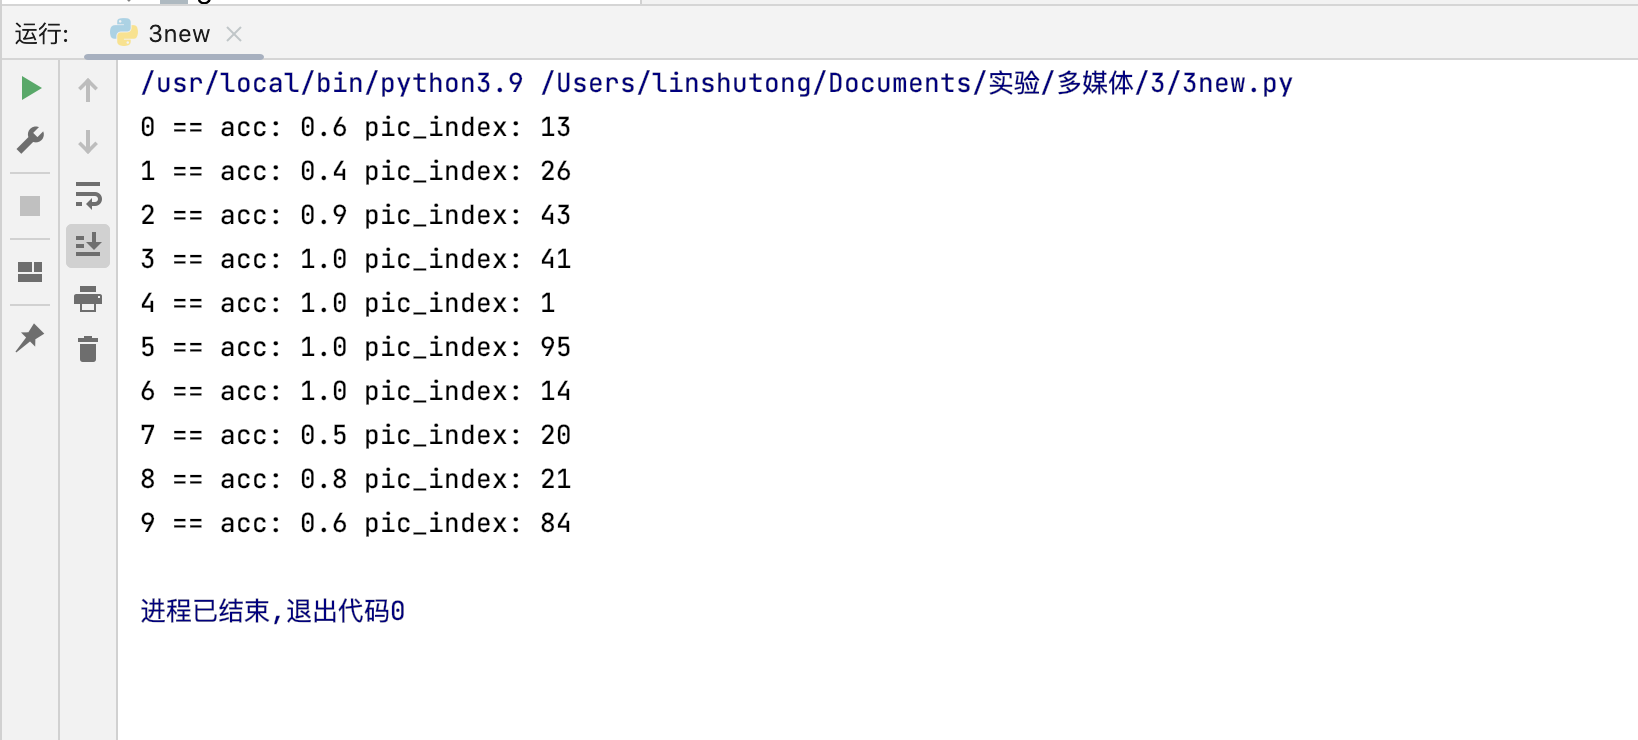 运行:
3new
/usr/local/bin/python3.9 /Users/linshutong/Documents/实验/多媒体/3/3new.py
0 == acc: 0.6 pic_index: 13
1 == acc: 0.4 pic_index: 26
2 == acc: 0.9 pic_index: 43
3 == acc: 1.0 pic_index: 41
4 == acc: 1.0 pic_index: 1
5 == acc: 1.0 pic_index: 95
6 == acc: 1.0 pic_index: 14
7 == acc: 0.5 pic_index: 20
8 == acc: 0.8 pic_index: 21
9 == acc: 0.6 pic_index: 84
进程已结束,退出代码0